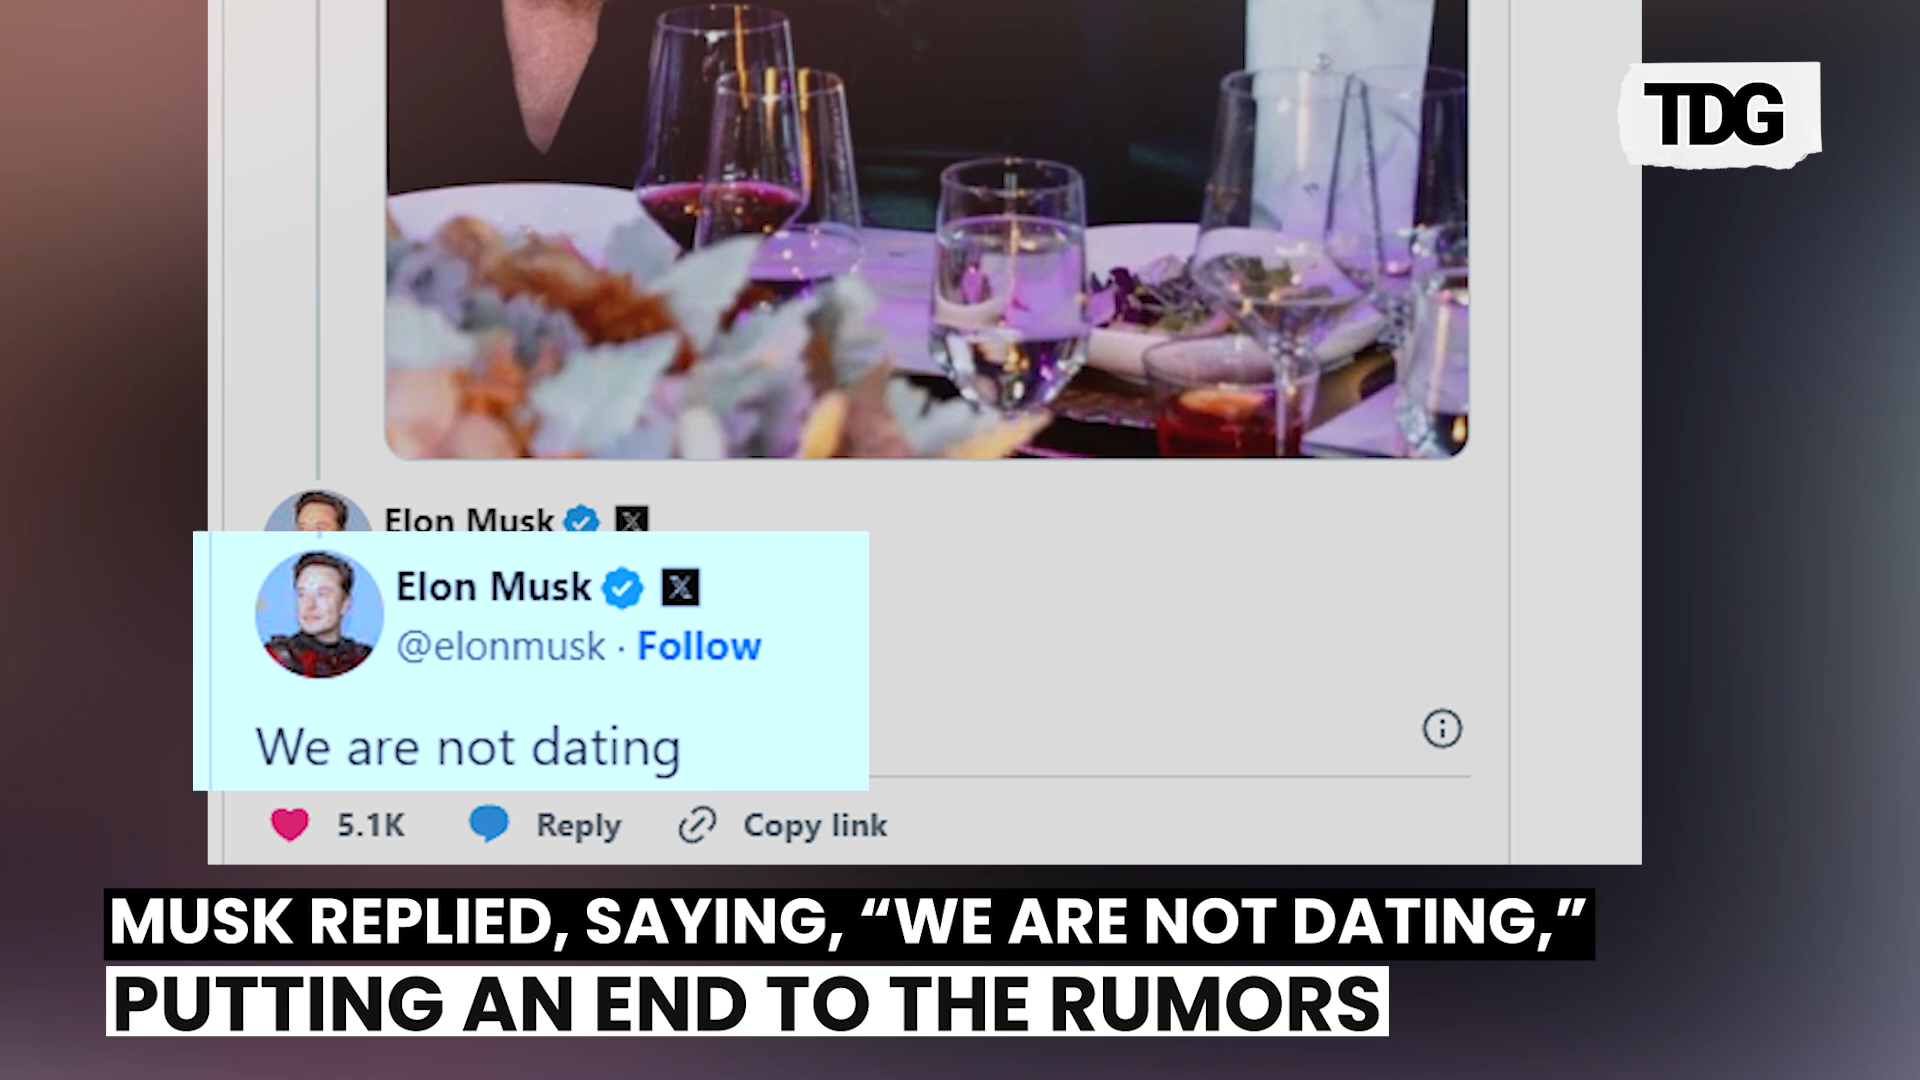 TDG
Elon Musk
Elon Musk
@elonmusk · Follow
We are not dating
5.1K Reply Copy link
MUSK REPLIED, SAYING, “WE ARE NOT DATING,”
PUTTING AN END TO THE RUMORS